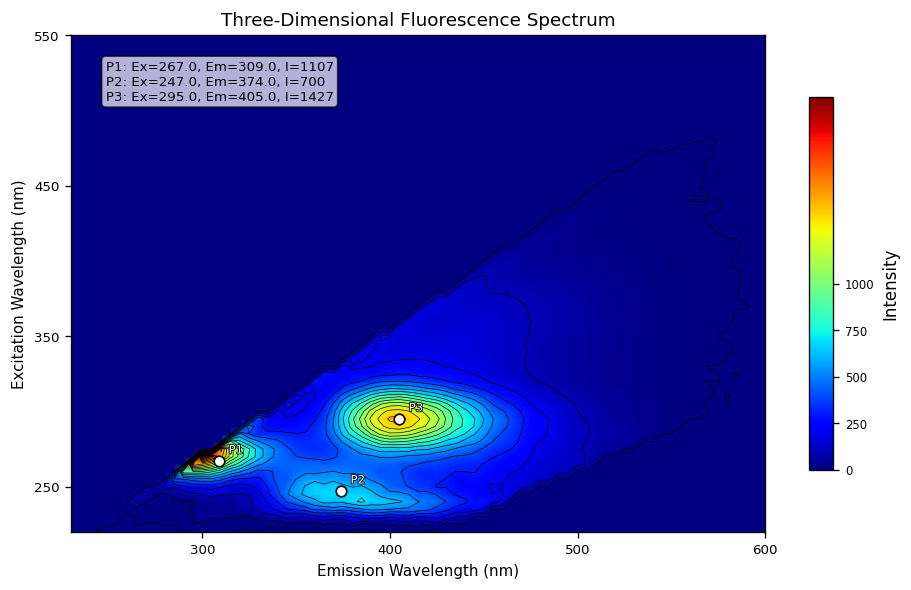 Three-Dimensional Fluorescence Spectrum
550
450
350
250
Excitation Wavelength (nm)
P1: Ex=267.0, Em=309.0, I=1107
P2: Ex=247.0, Em=374.0, I=700
P3: Ex=295.0, Em=405.0, I=1427
P3
P1
P2
300
400
500
600
Emission Wavelength (nm)
1000
750
500
250
0
Intensity